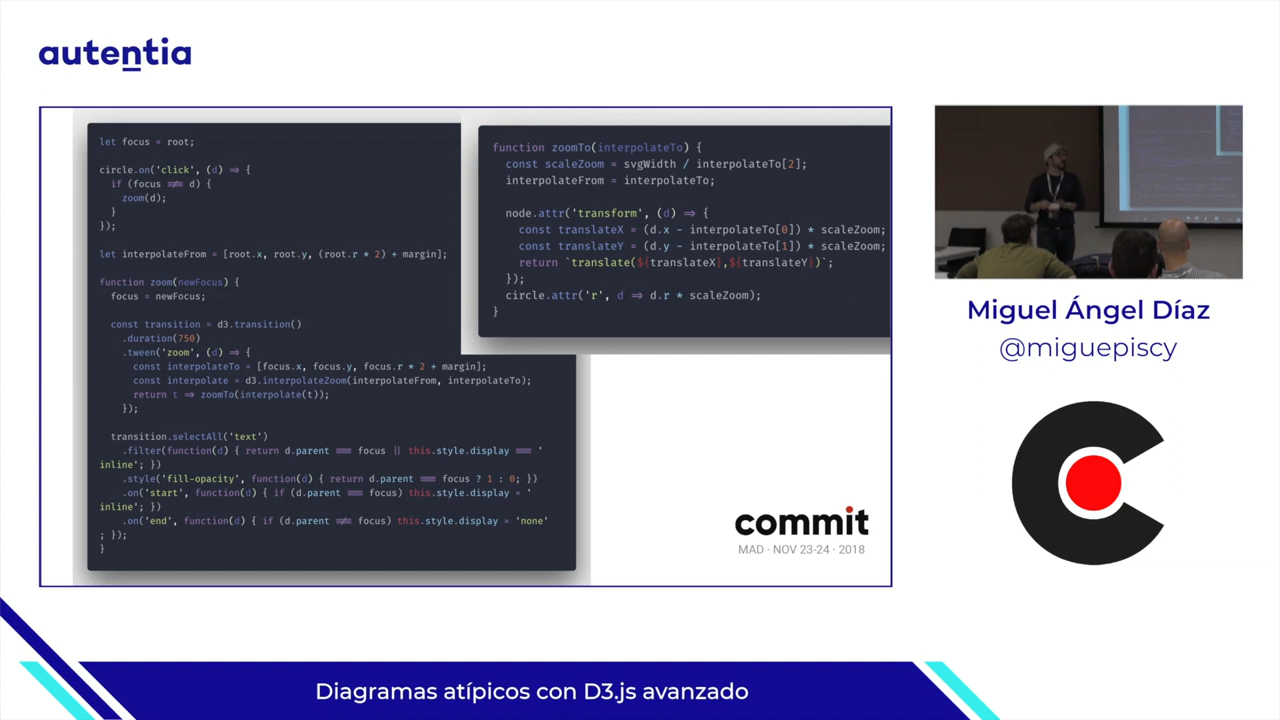 autentia
let focus = root;
circle.on('click', (d) => {
if (focus !== d) {
zoom(d);
}
});
let interpolateFrom = [root.x, root.y, (root.r * 2) + margin];
function zoom(newFocus) {
focus = newFocus;
const transition = d3.transition()
.duration(750)
.tween('zoom', (d) => {
const interpolateTo = [focus.x, focus.y, focus.r * 2 + margin];
const interpolate = d3.interpolateZoom(interpolateFrom, interpolateTo);
return t => zoomTo(interpolate(t));
});
transition.selectAll('text')
.filter(function(d) { return d.parent === focus || this.style.display === '
inline'; })
.style('fill-opacity', function(d) { return d.parent === focus ? 1 : 0; })
.on('start', function(d) { if (d.parent === focus) this.style.display = '
inline'; })
.on('end', function(d) { if (d.parent !== focus) this.style.display = 'none'
; });
}
function zoomTo(interpolateTo) {
const scaleZoom = svgWidth / interpolateTo[2];
interpolateFrom = interpolateTo;
node.attr('transform', (d) => {
const translateX = (d.x - interpolateTo[0]) * scaleZoom;
const translateY = (d.y - interpolateTo[1]) * scaleZoom;
return `translate(${translateX},${translateY})`;
});
circle.attr('r', d => d.r * scaleZoom);
}
commit
MAD · NOV 23-24 · 2018
Miguel Ángel Díaz
@miguepiscy
Diagramas atípicos con D3.js avanzado